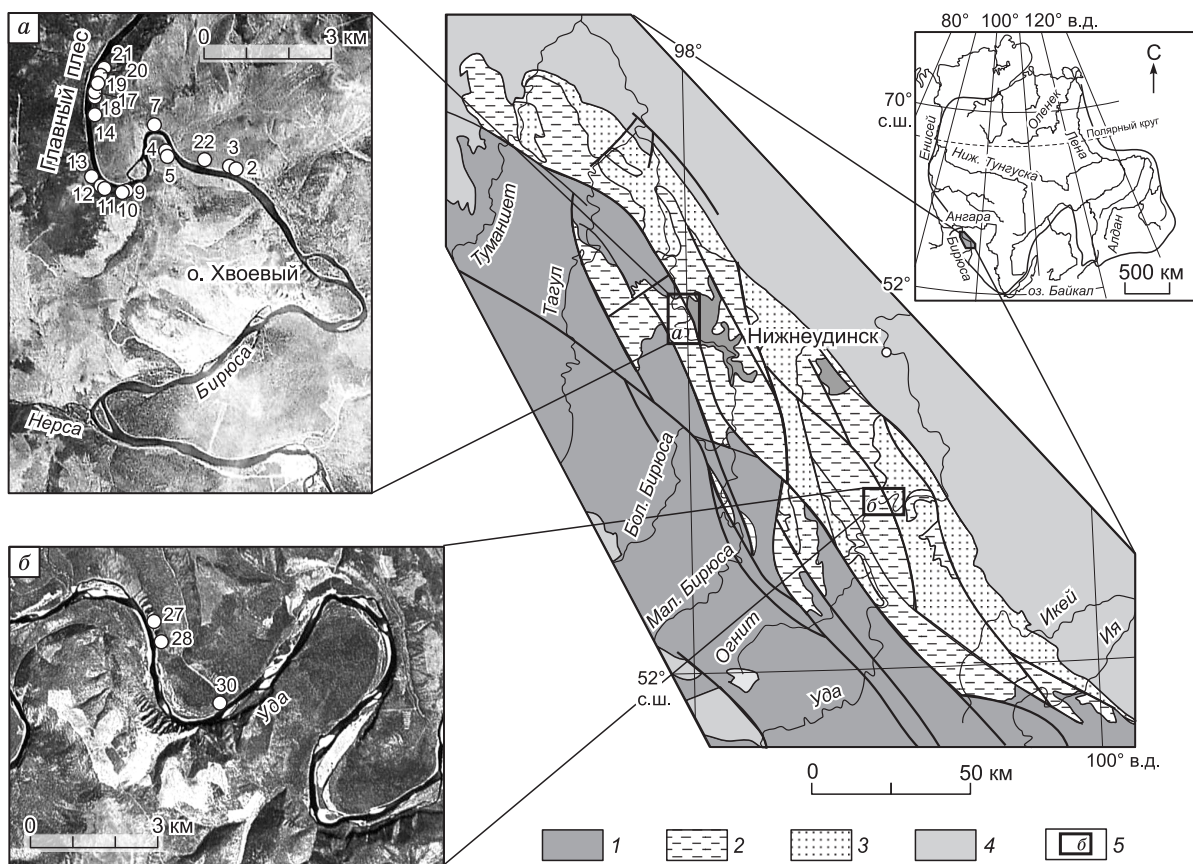 а
0 3 км
Главный плес
21
20
19
17
18
14
13
12
11
10
9
7
4
5
22
3
2
о. Хвоевый
Бирюса
Нерса
98°
Туманшет
Тагул
52°
а
Нижнеудинск
Бол. Бирюса
б
Мал. Бирюса
Огнит
Икей
Ия
52°
с.ш.
Уда
100° в.д.
0 50 км
80° 100° 120° в.д.
С
70°
с.ш.
Оленек
Полярный круг
Енисей
Лена
Ниж. Тунгуска
Ангара
Бирюса
Алдан
оз. Байкал
500 км
б
27
28
30
Уда
0 3 км
1 2 3 4 б 5